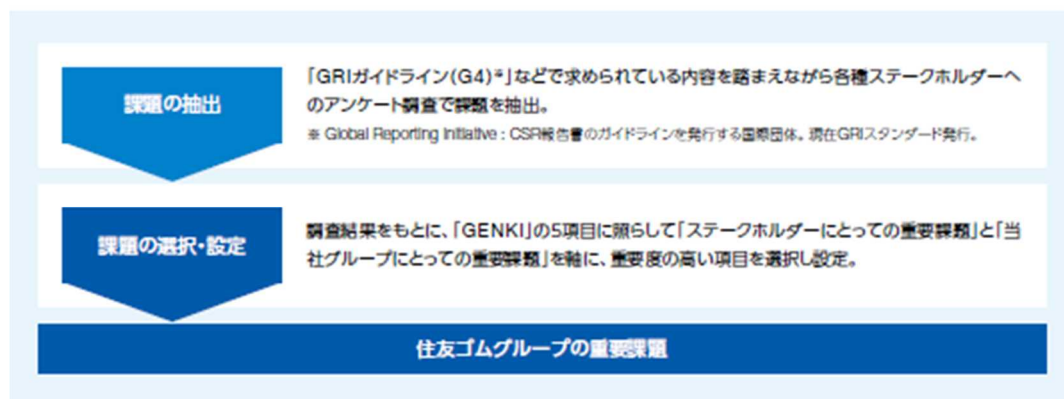 課題の抽出
「GRIガイドライン(G4)※」などで求められている内容を踏まえながら各種ステークホルダーへ
のアンケート調査で課題を抽出。
※ Global Reporting Initiative : CSR報告書のガイドラインを発行する国際団体。現在GRIスタンダード発行。
課題の選択・設定
調査結果をもとに、「GENKI」の5項目に照らして「ステークホルダーにとっての重要課題」と「当
社グループにとっての重要課題」を軸に、重要度の高い項目を選択し設定。
住友ゴムグループの重要課題